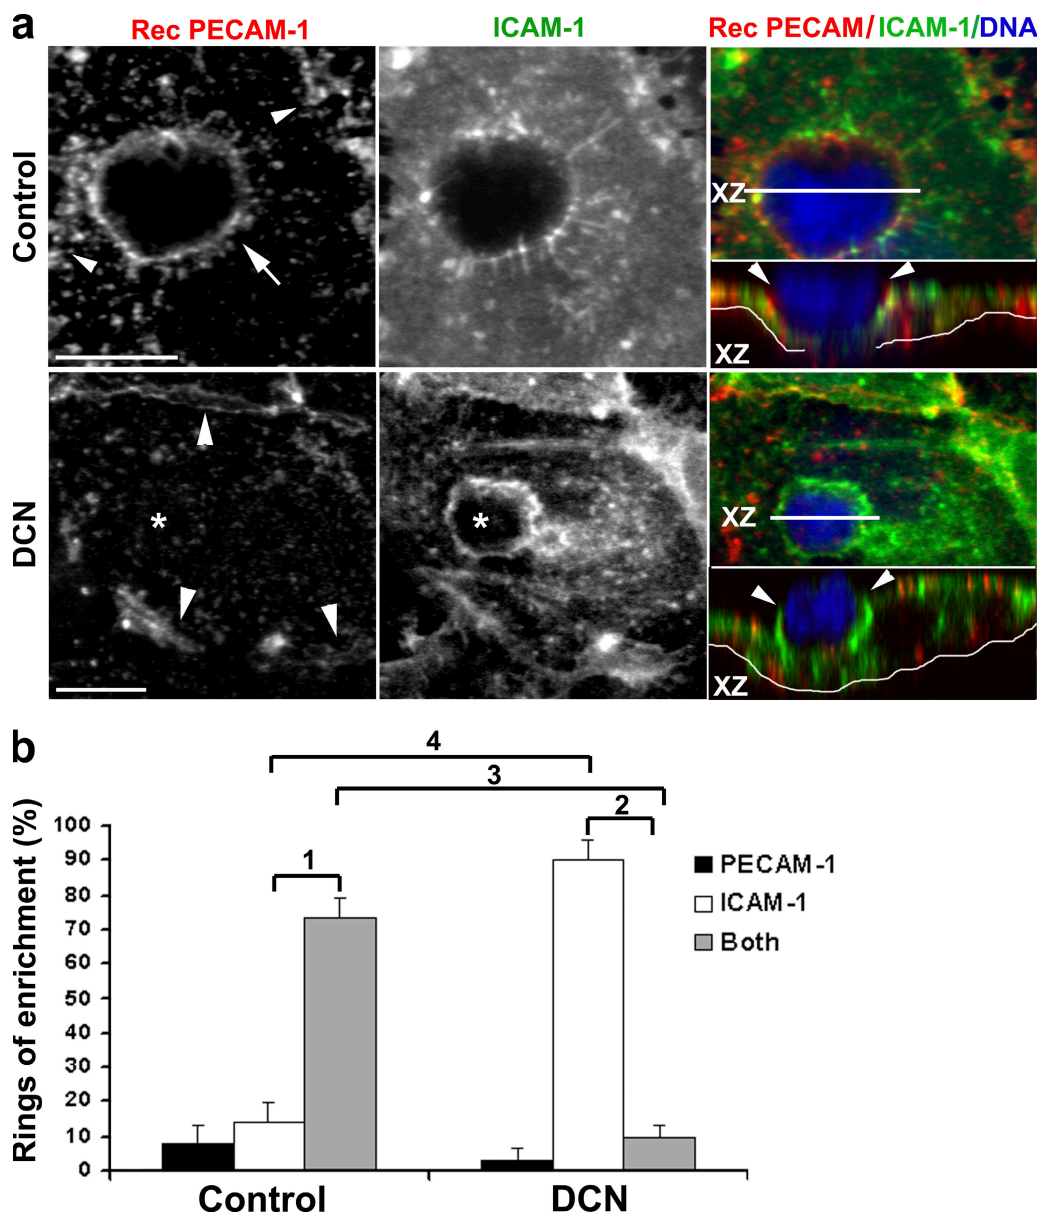 a
Rec PECAM-1 ICAM-1 Rec PECAM/ICAM-1/DNA
Control
XZ
XZ
DCN
*
*
XZ
XZ
b
4
3
2
1
Rings of enrichment (%)
100
90
80
70
60
50
40
30
20
10
0
PECAM-1
ICAM-1
Both
Control DCN